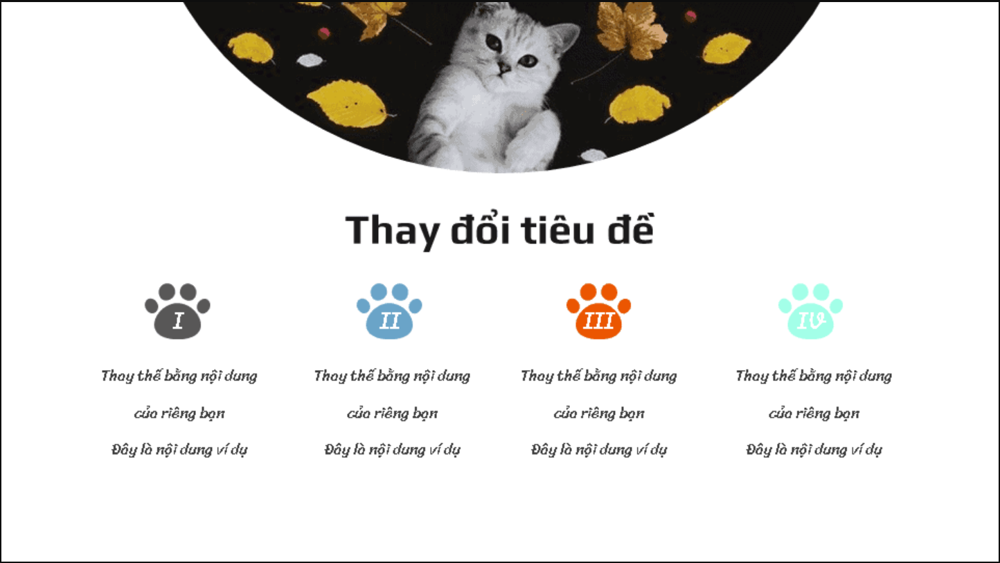 Thay đổi tiêu đề
I
II
III
IV
Thay thế bằng nội dung
của riêng bạn
Đây là nội dung ví dụ
Thay thế bằng nội dung
của riêng bạn
Đây là nội dung ví dụ
Thay thế bằng nội dung
của riêng bạn
Đây là nội dung ví dụ
Thay thế bằng nội dung
của riêng bạn
Đây là nội dung ví dụ